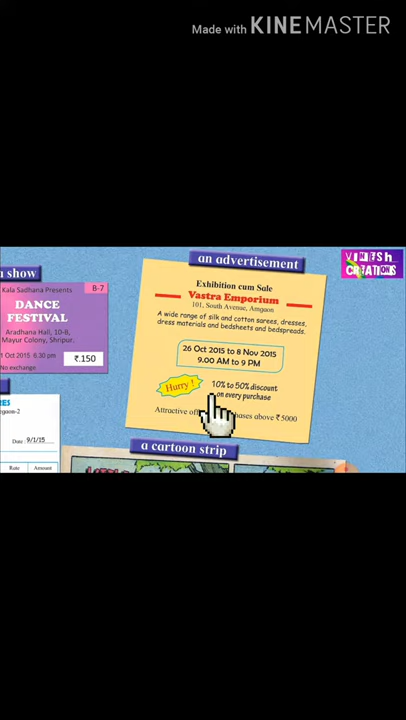 Made with KINEMASTER
VINESH
CREATIONS
show
Kala Sadhana Presents
B-7
DANCE
FESTIVAL
Aradhana Hall, 10-B,
Mayur Colony, Shripur.
Oct 2015 6.30 pm
₹.150
No exchange
Date : 9/1/15
Rate Amount
an advertisement
Exhibition cum Sale
Vastra Emporium
101, South Avenue, Amgaon
A wide range of silk and cotton sarees, dresses,
dress materials and bedsheets and bedspreads.
26 Oct 2015 to 8 Nov 2015
9.00 AM to 9 PM
Hurry !
10% to 50% discount
on every purchase
Attractive above ₹ 5000
a cartoon strip